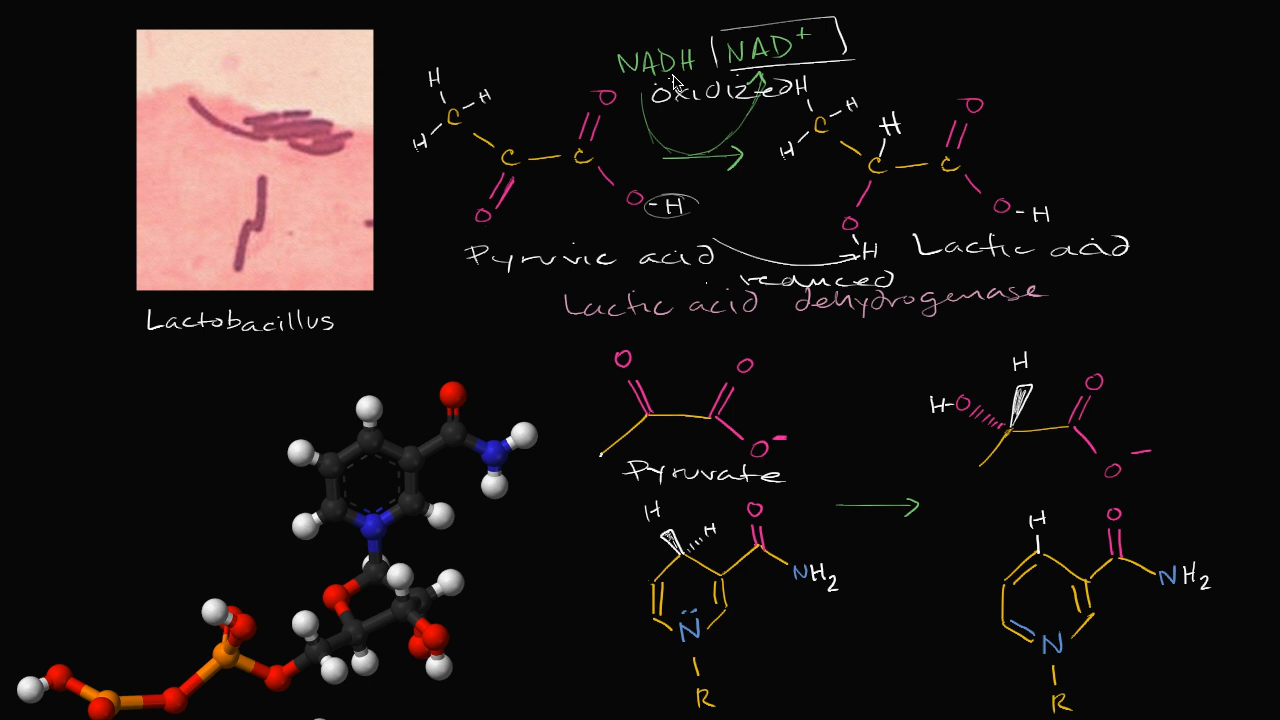 NADH NAD+
oxidized
H H H C C O C O O -H
H H H C H C O C O H O -H
Pyruvic acid
Lactic acid
reduced
Lactic acid dehydrogenase
Lactobacillus
O O O-
Pyruvate
H-O H O O-
H H O NH2 N̈ R
H O NH2 N R